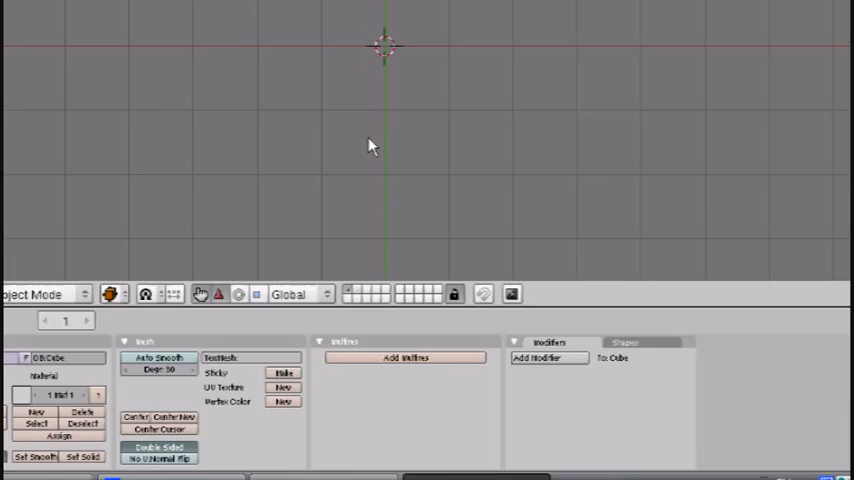 oject Mode
Global
1
Mesh
Multires
Modifiers
Shapes
F OB:Cube
Auto Smooth
TexMesh:
Add Multires
Add Modifier
To: Cube
Degr: 30
Sticky
Make
Material
UV Texture
New
1 Mat 1
?
Vertex Color
New
New
Delete
Center
Center New
Select
Deselect
Center Cursor
Assign
Double Sided
Set Smooth
Set Solid
No V.Normal Flip